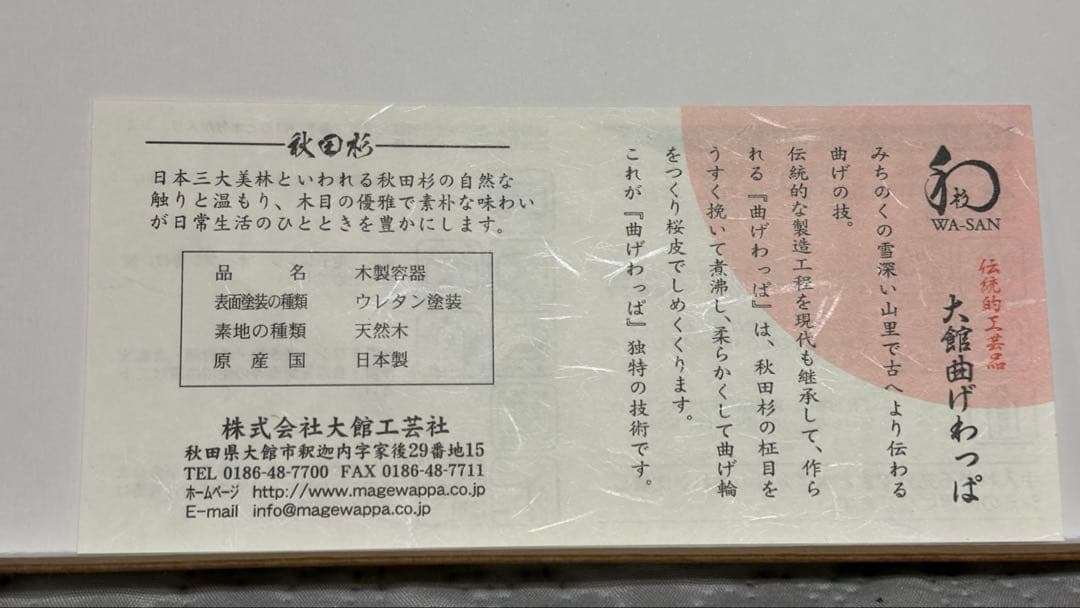 和技
WA-SAN
伝統的工芸品
大館曲げわっぱ
みちのくの雪深い山里で古へより伝わる
曲げの技。
伝統的な製造工程を現代も継承して、作ら
れる『曲げわっぱ』は、秋田杉の柾目を
うすく挽いて煮沸し、柔らかくして曲げ輪
をつくり桜皮でしめくくります。
これが『曲げわっぱ』独特の技術です。
秋田杉
日本三大美林といわれる秋田杉の自然な
触りと温もり、木目の優雅で素朴な味わい
が日常生活のひとときを豊かにします。
品名 木製容器
表面塗装の種類 ウレタン塗装
素地の種類 天然木
原産国 日本製
株式会社大館工芸社
秋田県大館市釈迦内字家後29番地15
TEL 0186-48-7700 FAX 0186-48-7711
ホームページ http://www.magewappa.co.jp
E-mail info@magewappa.co.jp